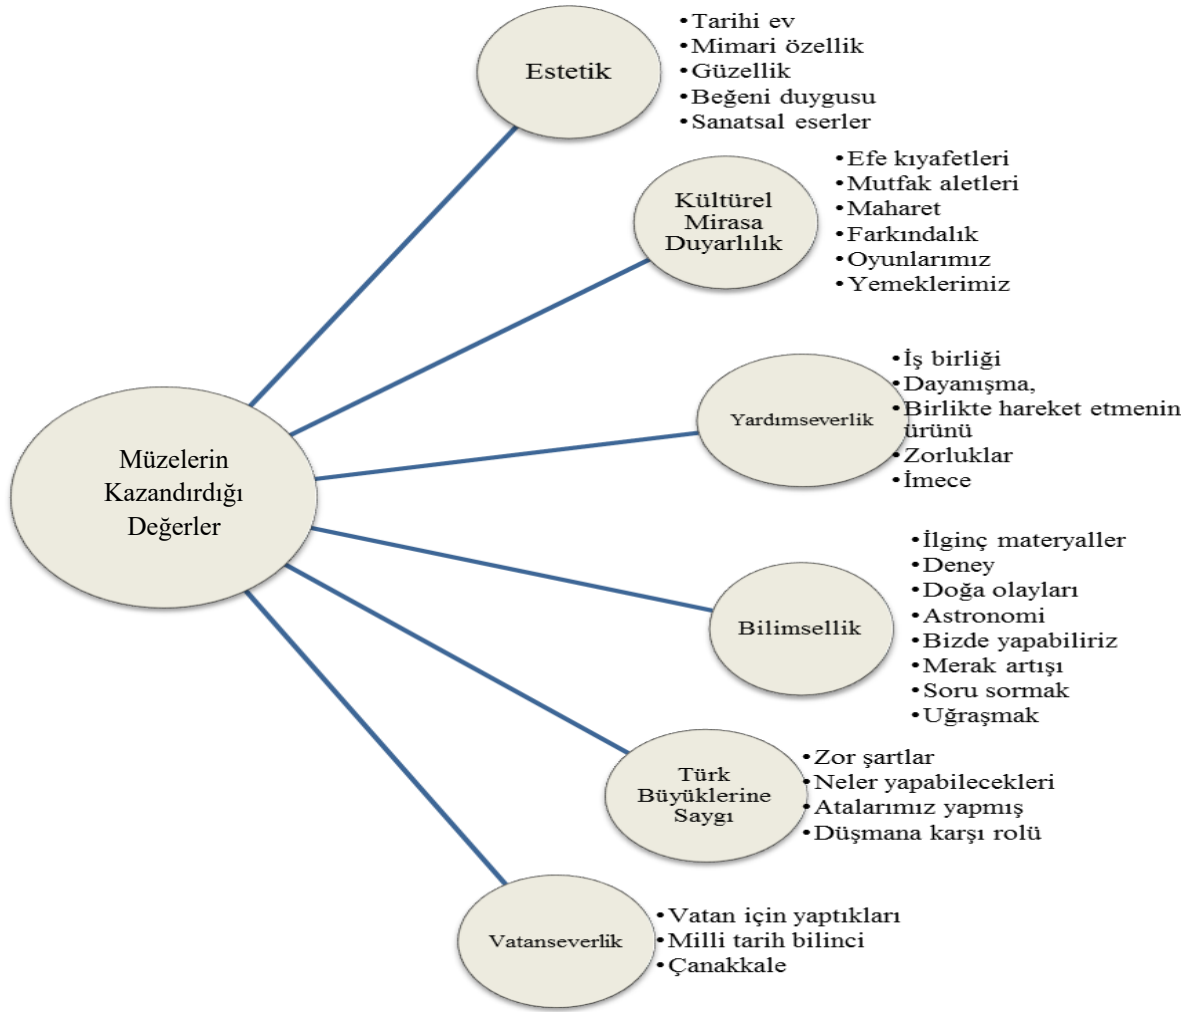 Estetik
•Tarihi ev
•Mimari özellik
•Güzellik
•Beğeni duygusu
•Sanatsal eserler
Kültürel
Mirasa
Duyarlılık
•Efe kıyafetleri
•Mutfak aletleri
•Maharet
•Farkındalık
•Oyunlarımız
•Yemeklerimiz
Müzelerin
Kazandırdığı
Değerler
Yardımseverlik
•İş birliği
•Dayanışma,
•Birlikte hareket etmenin
ürünü
•Zorluklar
•İmece
Bilimsellik
•İlginç materyaller
•Deney
•Doğa olayları
•Astronomi
•Bizde yapabiliriz
•Merak artışı
•Soru sormak
•Uğraşmak
Türk
Büyüklerine
Saygı
•Zor şartlar
•Neler yapabilecekleri
•Atalarımız yapmış
•Düşmana karşı rolü
Vatanseverlik
•Vatan için yaptıkları
•Milli tarih bilinci
•Çanakkale